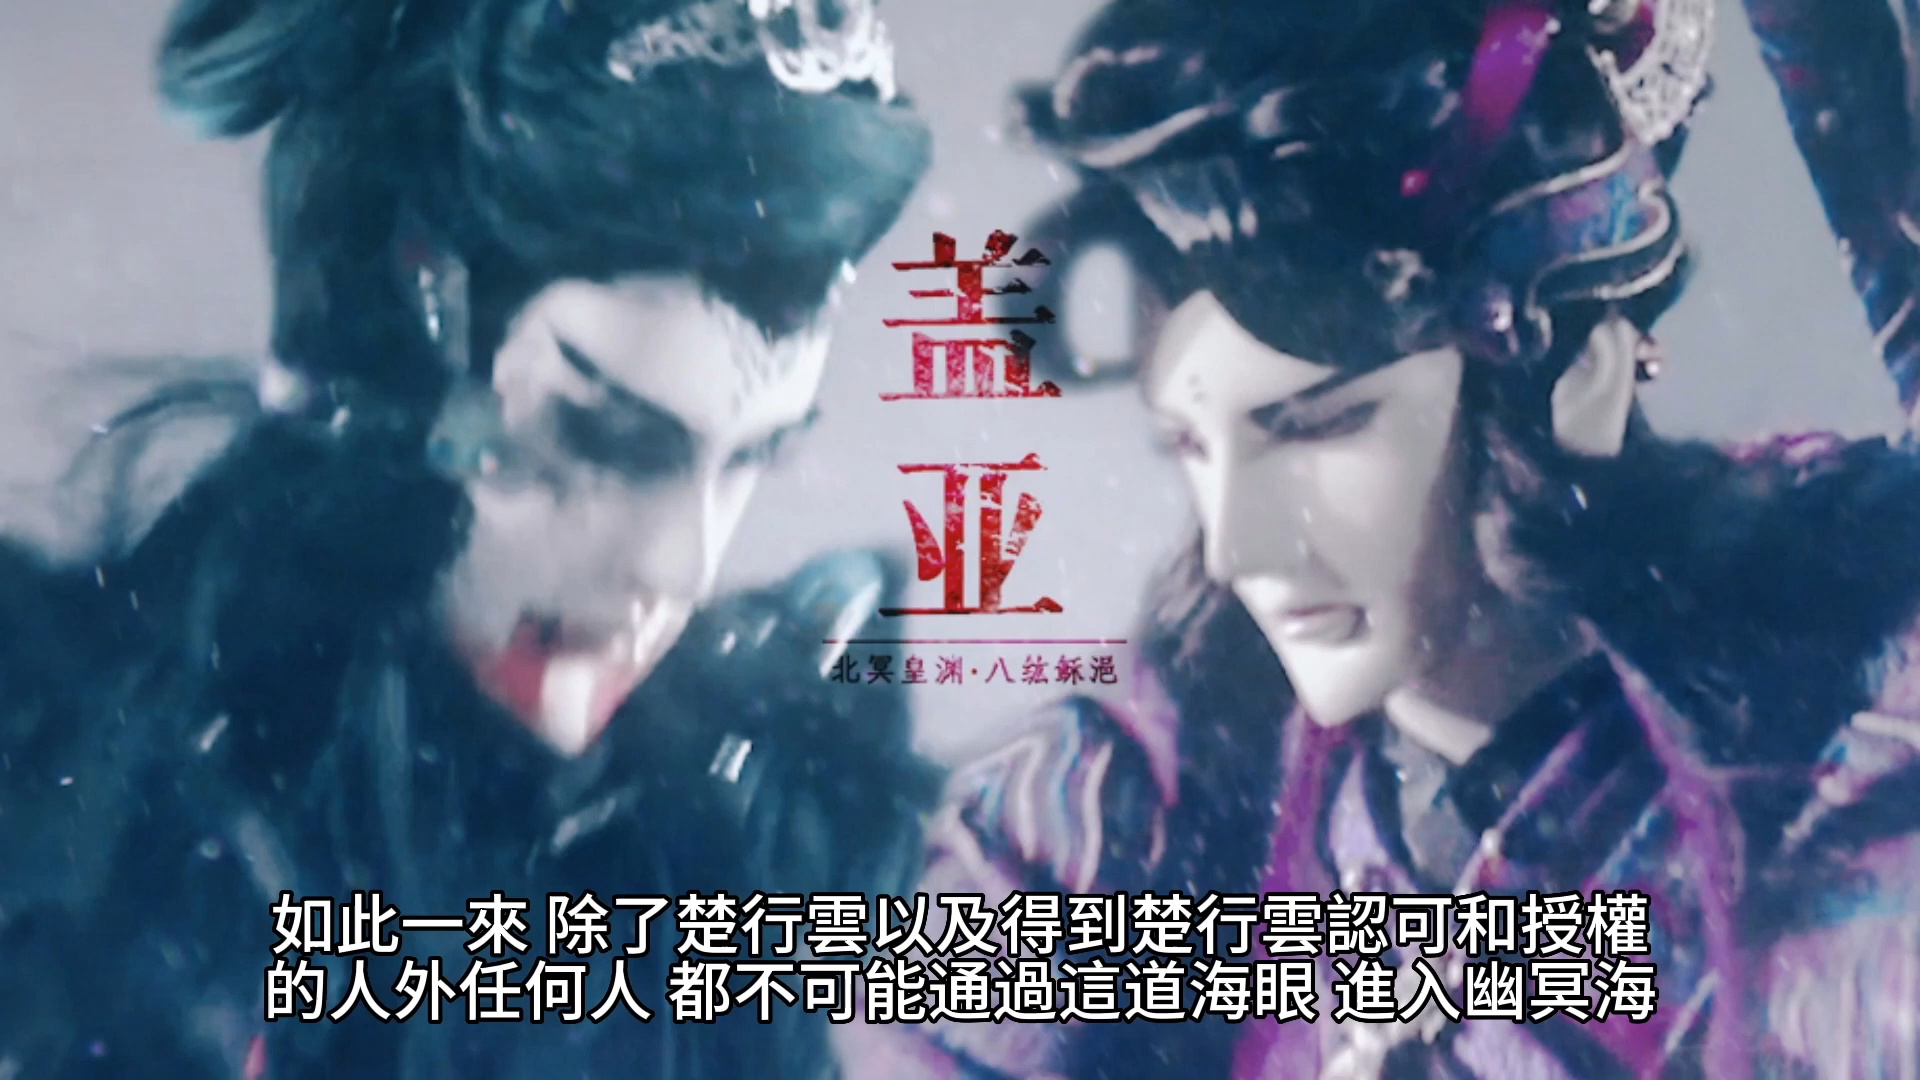 盖
亚
北冥皇渊·八紘稣浥
如此一來 除了楚行雲以及得到楚行雲認可和授權
的人外任何人 都不可能通過這道海眼 進入幽冥海